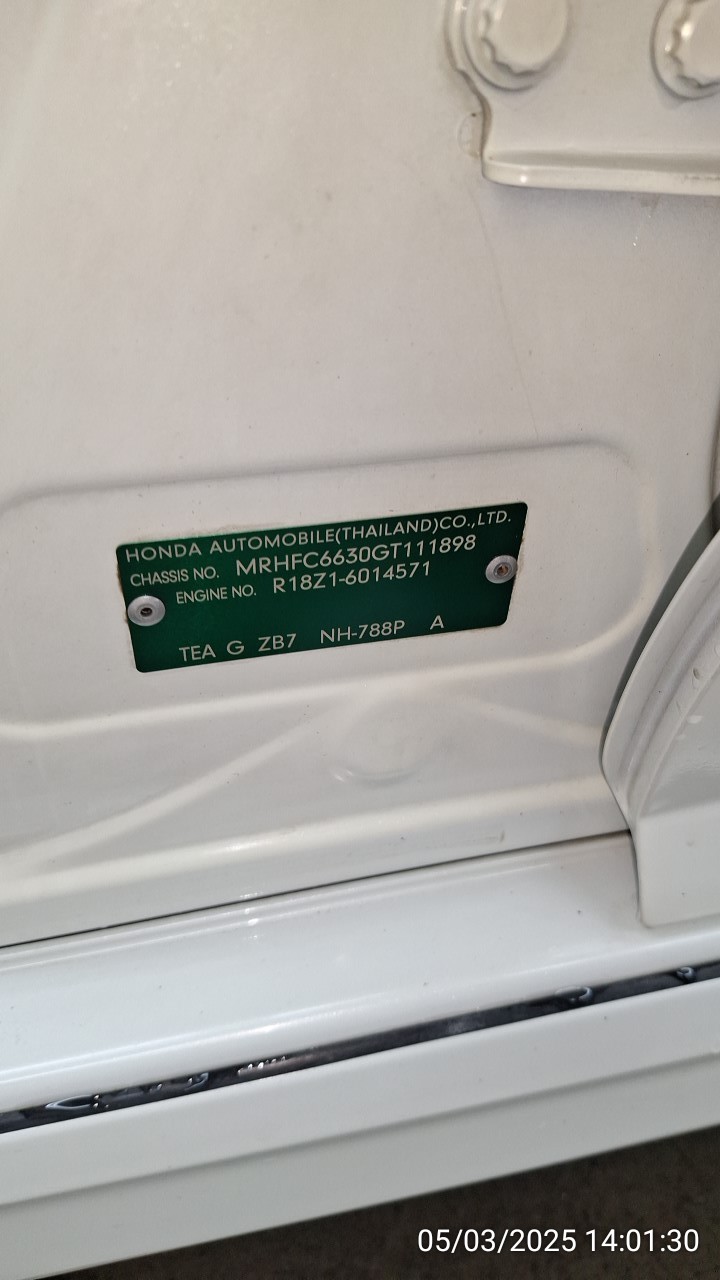 HONDA AUTOMOBILE(THAILAND)CO.,LTD.
CHASSIS NO. MRHFC6630GT111898
ENGINE NO. R18Z1-6014571
TEA G ZB7 NH-788P A
05/03/2025 14:01:30